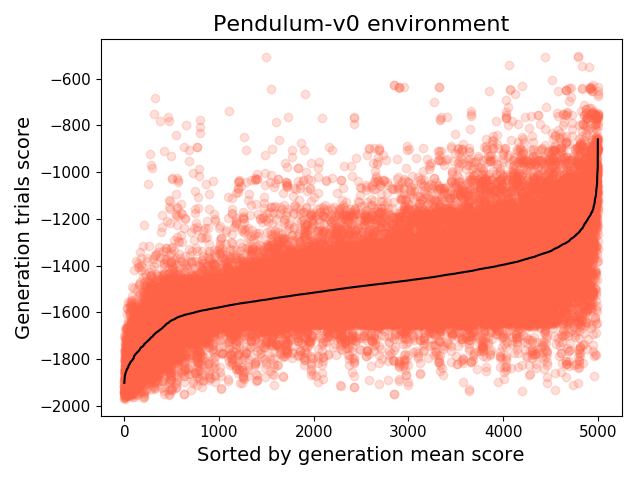 Pendulum-v0 environment
Generation trials score
−600
−800
−1000
−1200
−1400
−1600
−1800
−2000
0 1000 2000 3000 4000 5000
Sorted by generation mean score